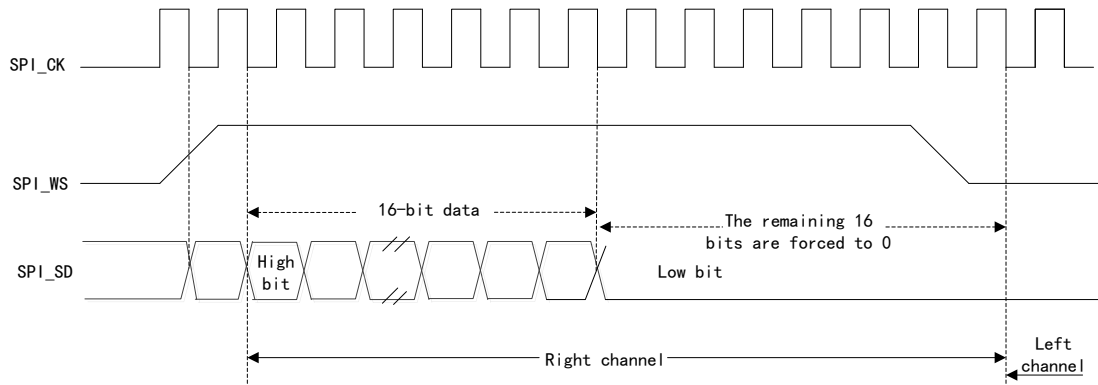 SPI_CK
SPI_WS
16-bit data
The remaining 16
bits are forced to 0
SPI_SD
High
bit
Low bit
Right channel
Left
channel